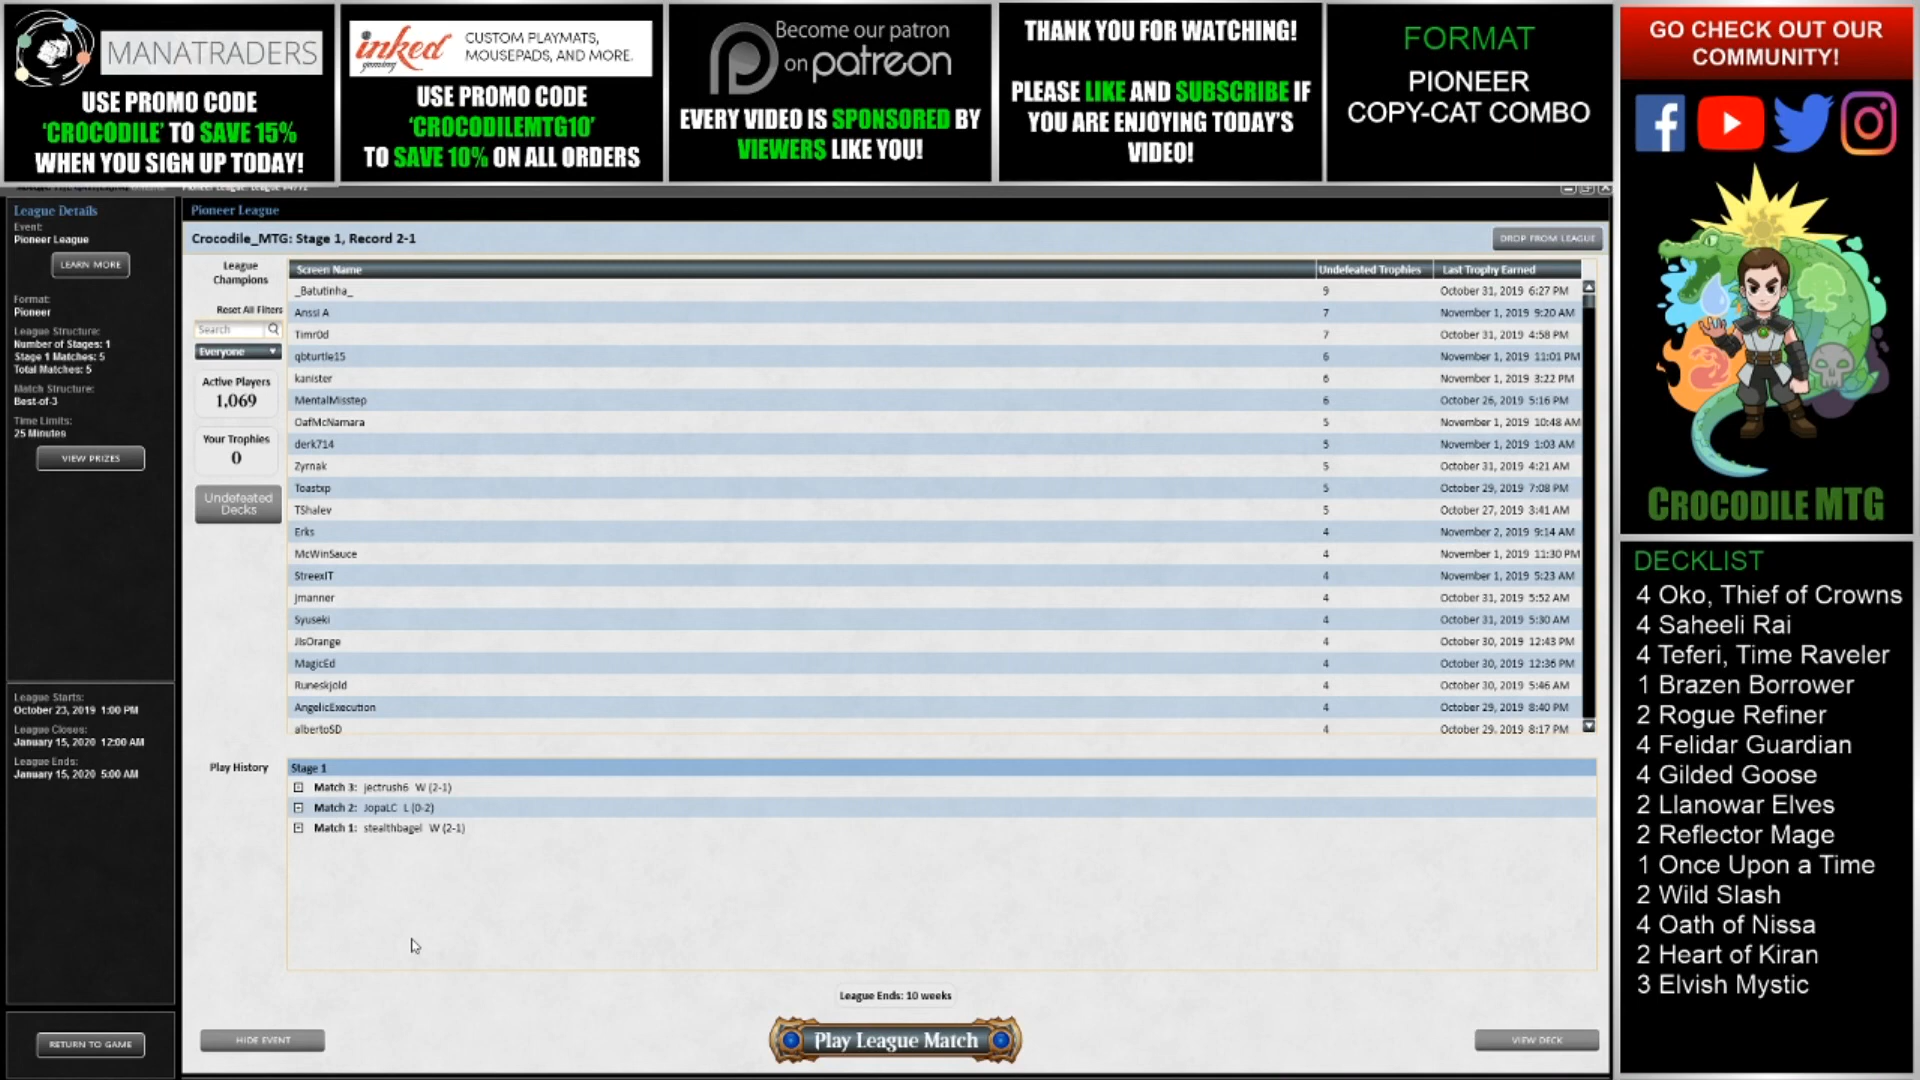 MANATRADERS
USE PROMO CODE
'CROCODILE' TO SAVE 15%
WHEN YOU SIGN UP TODAY!
inked
gaming
CUSTOM PLAYMATS,
MOUSEPADS, AND MORE.
USE PROMO CODE
'CROCODILEMTG10'
TO SAVE 10% ON ALL ORDERS
Become our patron
on patreon
EVERY VIDEO IS SPONSORED BY
VIEWERS LIKE YOU!
THANK YOU FOR WATCHING!
PLEASE LIKE AND SUBSCRIBE IF
YOU ARE ENJOYING TODAY'S
VIDEO!
FORMAT
PIONEER
COPY-CAT COMBO
GO CHECK OUT OUR
COMMUNITY!
CROCODILE MTG
League Details
Event:
Pioneer League
LEARN MORE
Format:
Pioneer
League Structure:
Number of Stages: 1
Stage 1 Matches: 5
Total Matches: 5
Match Structure:
Best-of-3
Time Limits:
25 Minutes
VIEW PRIZES
League Starts:
October 23, 2019 1:00 PM
League Closes:
January 15, 2020 12:00 AM
League Ends:
January 15, 2020 5:00 AM
RETURN TO GAME
Pioneer League
Crocodile_MTG: Stage 1, Record 2-1
DROP FROM LEAGUE
League
Champions
Reset All Filters
Search
Everyone
Active Players
1,069
Your Trophies
0
Undefeated
Decks
Screen Name Undefeated Trophies Last Trophy Earned
_Batutinha_ 9 October 31, 2019 6:27 PM
Anssi A 7 November 1, 2019 9:20 AM
Timr0d 7 October 31, 2019 4:58 PM
qbturtle15 6 November 1, 2019 11:01 PM
kanister 6 November 1, 2019 3:22 PM
MentalMisstep 6 October 26, 2019 5:16 PM
OafMcNamara 5 November 1, 2019 10:48 AM
derk714 5 November 1, 2019 1:03 AM
Zyrnak 5 October 31, 2019 4:21 AM
Toastxp 5 October 29, 2019 7:08 PM
TShalev 5 October 27, 2019 3:41 AM
Erks 4 November 2, 2019 9:14 AM
McWinSauce 4 November 1, 2019 11:30 PM
StreexIT 4 November 1, 2019 5:23 AM
jmanner 4 October 31, 2019 5:52 AM
Syuseki 4 October 31, 2019 5:30 AM
JIsOrange 4 October 30, 2019 12:43 PM
MagicEd 4 October 30, 2019 12:36 PM
Runeskjold 4 October 30, 2019 5:46 AM
AngelicExecution 4 October 29, 2019 8:40 PM
albertoSD 4 October 29, 2019 8:17 PM
Play History
Stage 1
Match 3: jectrush6 W (2-1)
Match 2: JopaLC L (0-2)
Match 1: stealthbagel W (2-1)
League Ends: 10 weeks
HIDE EVENT
Play League Match
VIEW DECK
DECKLIST
4 Oko, Thief of Crowns
4 Saheeli Rai
4 Teferi, Time Raveler
1 Brazen Borrower
2 Rogue Refiner
4 Felidar Guardian
4 Gilded Goose
2 Llanowar Elves
2 Reflector Mage
1 Once Upon a Time
2 Wild Slash
4 Oath of Nissa
2 Heart of Kiran
3 Elvish Mystic